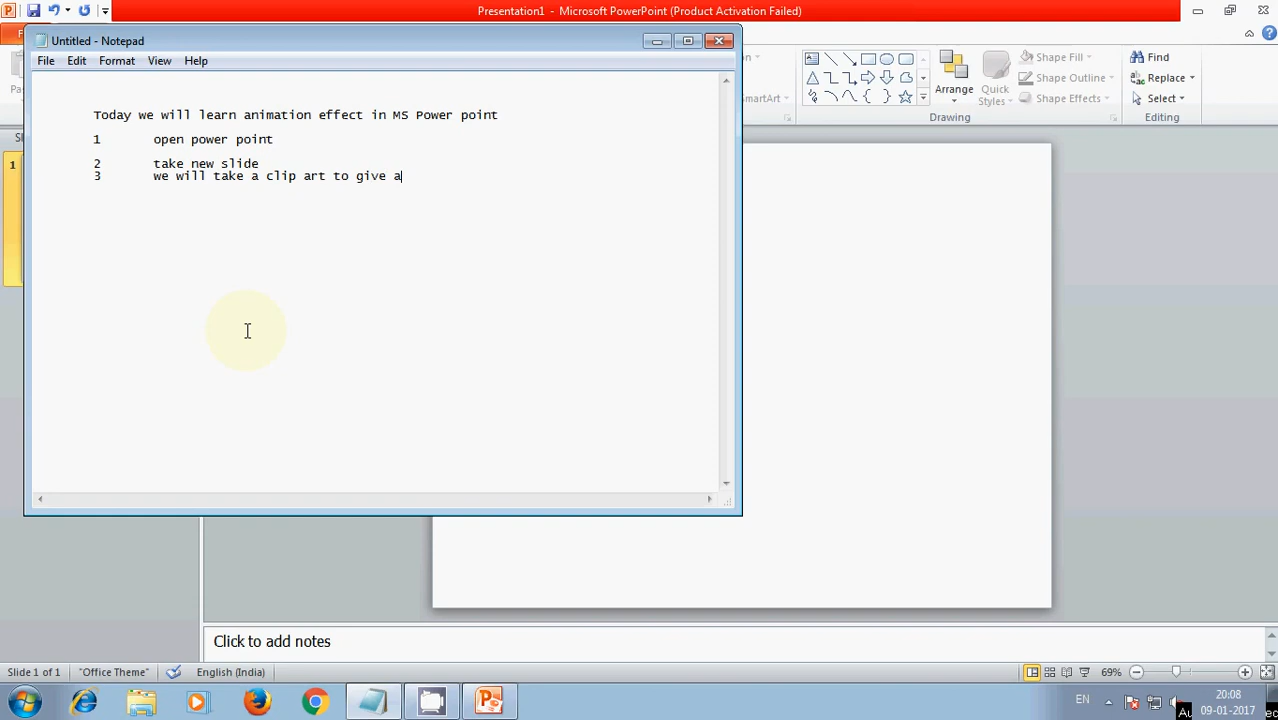 Presentation1 - Microsoft PowerPoint (Product Activation Failed)
Untitled - Notepad
File Edit Format View Help
Today we will learn animation effect in MS Power point
1 open power point
2 take new slide
3 we will take a clip art to give a
SmartArt
Arrange
Quick Styles
Shape Fill
Shape Outline
Shape Effects
Drawing
Find
Replace
Select
Editing
1
Click to add notes
Slide 1 of 1 "Office Theme" English (India) 69%
EN
20:08
09-01-2017